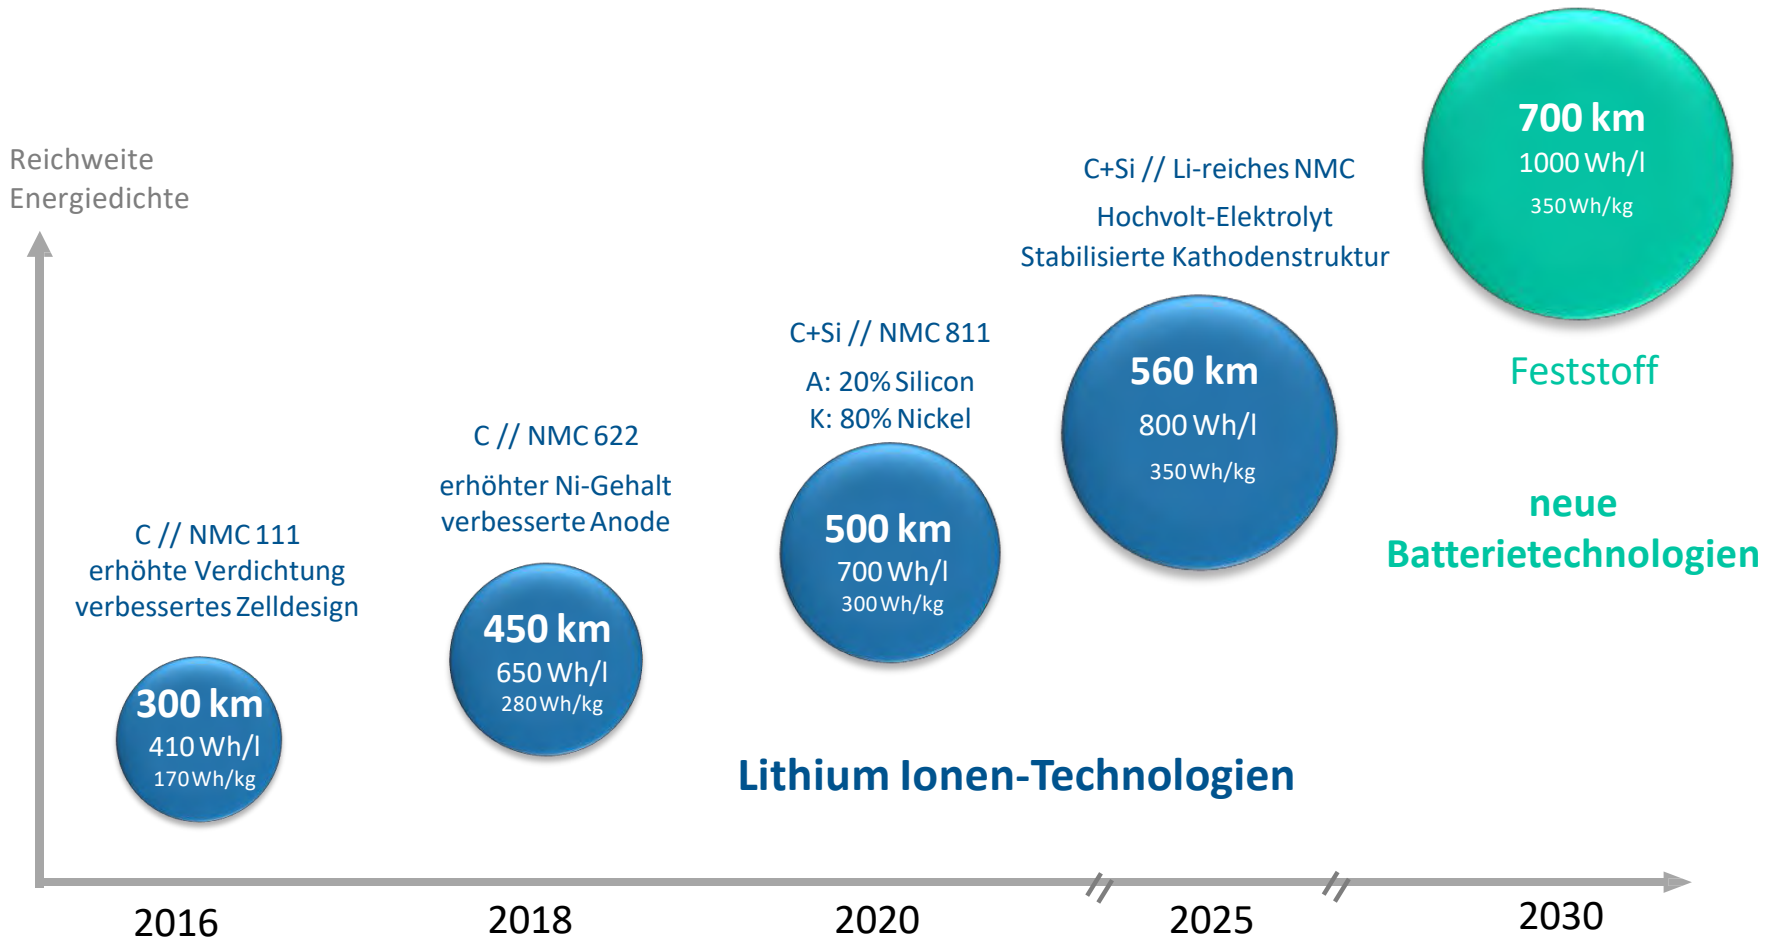 Reichweite
Energiedichte
C // NMC 111
erhöhte Verdichtung
verbessertes Zelldesign
300 km
410 Wh/l
170 Wh/kg
C // NMC 622
erhöhter Ni-Gehalt
verbesserte Anode
450 km
650 Wh/l
280 Wh/kg
C+Si // NMC 811
A: 20% Silicon
K: 80% Nickel
500 km
700 Wh/l
300 Wh/kg
C+Si // Li-reiches NMC
Hochvolt-Elektrolyt
Stabilisierte Kathodenstruktur
560 km
800 Wh/l
350 Wh/kg
700 km
1000 Wh/l
350 Wh/kg
Feststoff
neue
Batterietechnologien
Lithium Ionen-Technologien
2016
2018
2020
2025
2030